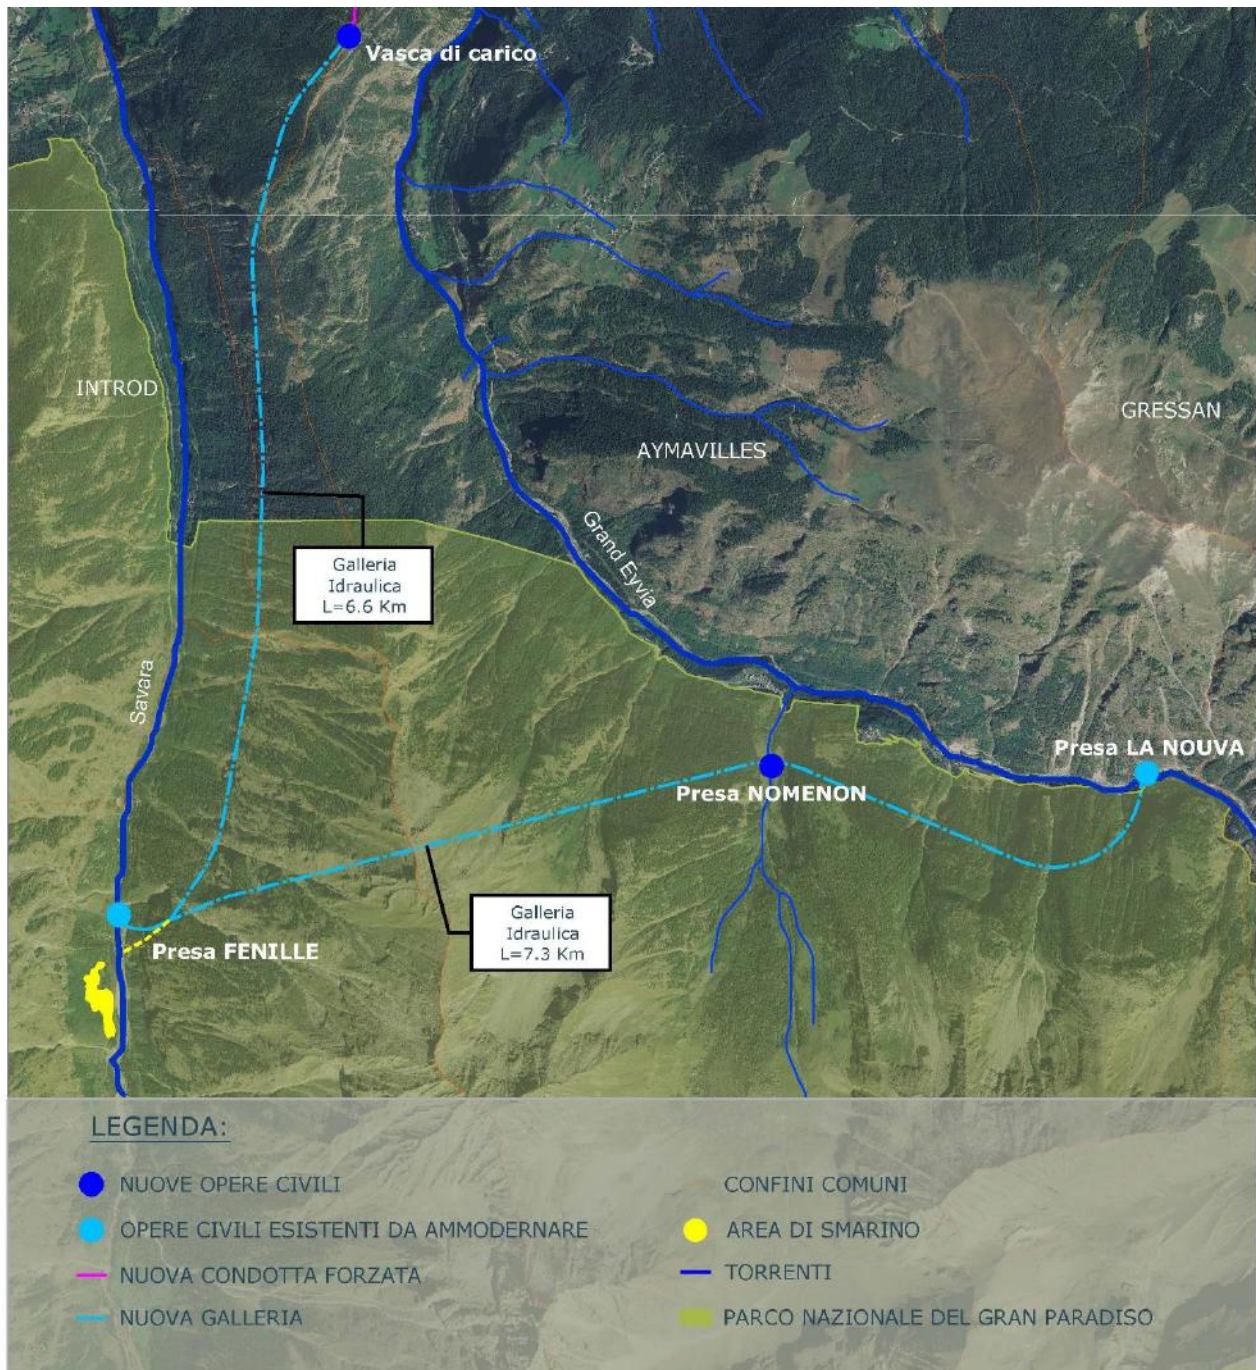 Vasca di carico
INTROD
GRESSAN
AYMAVILLES
Grand Eyvia
Galleria
Idraulica
L=6.6 Km
Savara
Presa LA NOUVA
Presa NOMENON
Galleria
Idraulica
L=7.3 Km
Presa FENILLE
LEGENDA:
NUOVE OPERE CIVILI
OPERE CIVILI ESISTENTI DA AMMODERNARE
NUOVA CONDOTTA FORZATA
NUOVA GALLERIA
CONFINI COMUNI
AREA DI SMARINO
TORRENTI
PARCO NAZIONALE DEL GRAN PARADISO